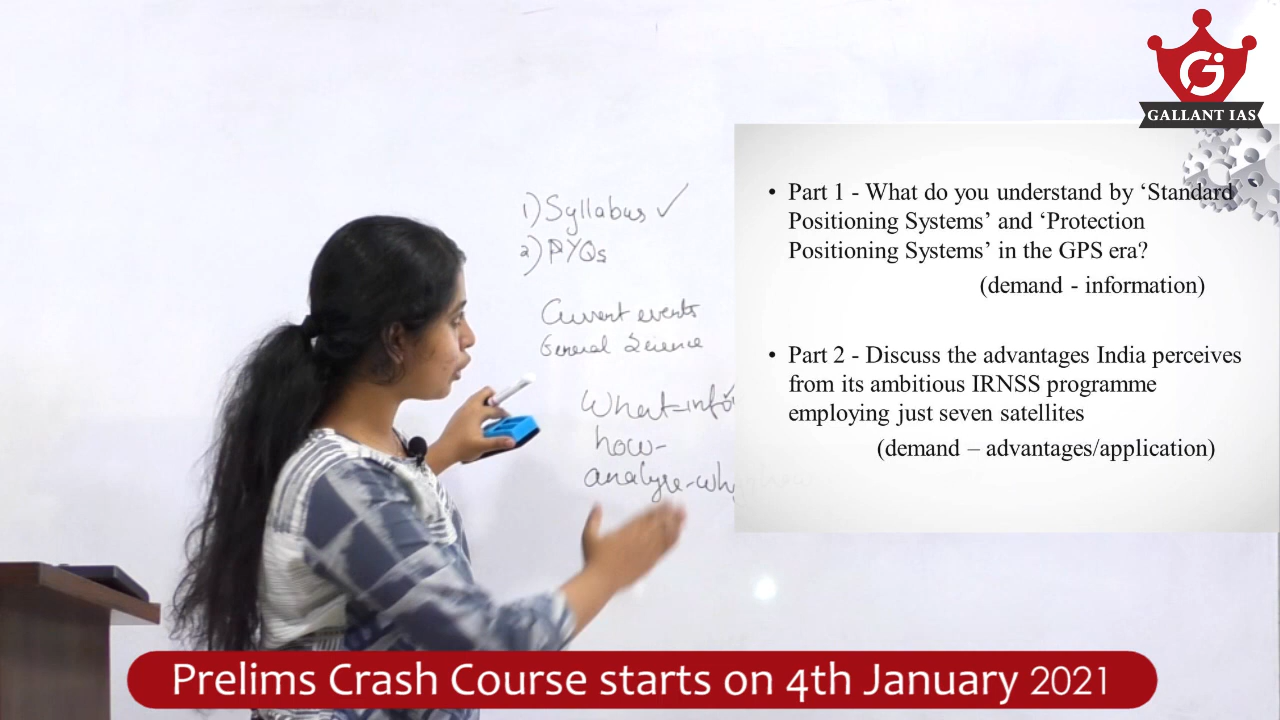 GALLANT IAS
1) Syllabus ✓
2) PYQs
Current events
General Science
What - info
how -
analyse - why
• Part 1 - What do you understand by ‘Standard
Positioning Systems’ and ‘Protection
Positioning Systems’ in the GPS era?
(demand - information)
• Part 2 - Discuss the advantages India perceives
from its ambitious IRNSS programme
employing just seven satellites
(demand – advantages/application)
Prelims Crash Course starts on 4th January 2021